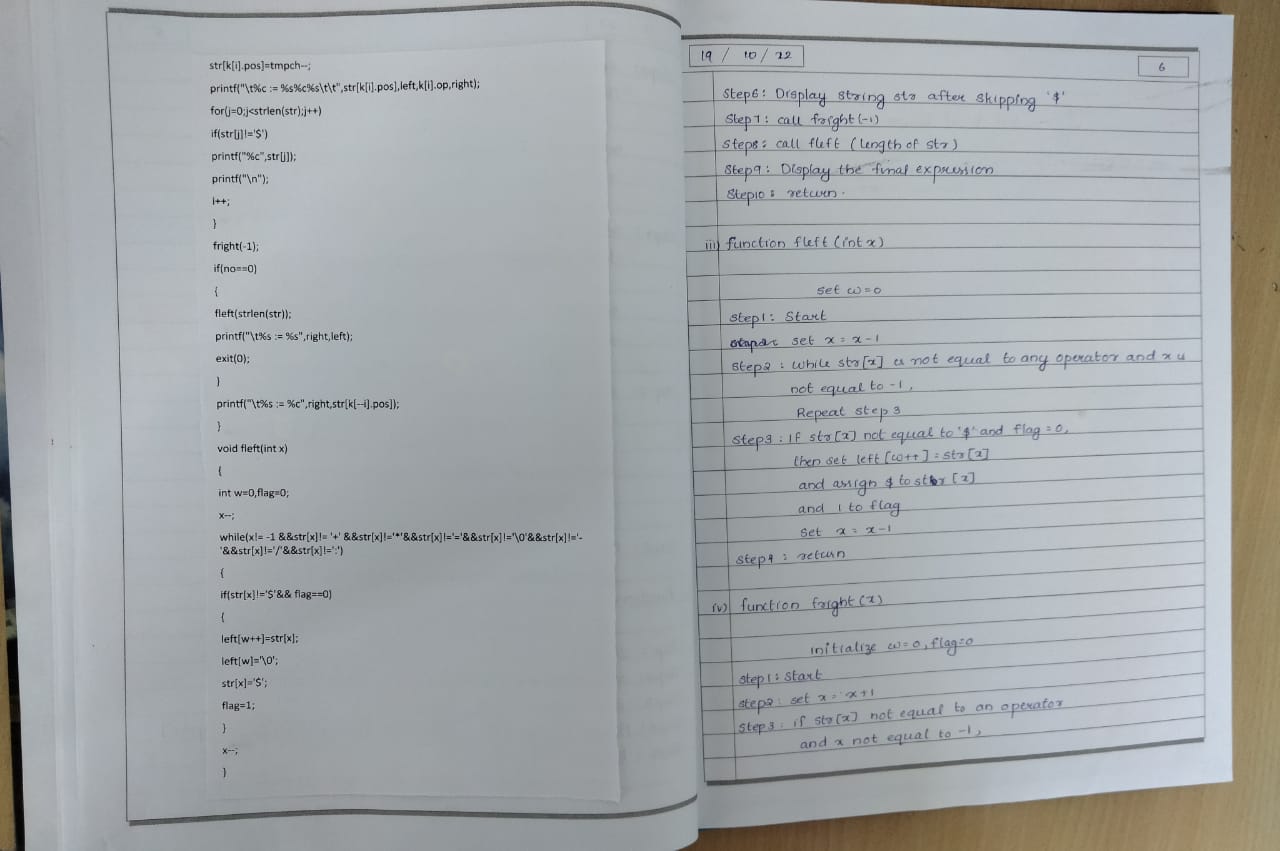 str[k[i].pos]=tmpch--;
printf("\t%c := %s%c%s\t\t",str[k[i].pos],left,k[i].op,right);
for(j=0;j<strlen(str);j++)
if(str[j]!='$')
printf("%c",str[j]);
printf("\n");
i++;
}
fright(-1);
if(no==0)
{
fleft(strlen(str));
printf("\t%s := %s",right,left);
exit(0);
}
printf("\t%s := %c",right,str[k[--i].pos]);
}
void fleft(int x)
{
int w=0,flag=0;
x--;
while(x!= -1 &&str[x]!= '+' &&str[x]!='*'&&str[x]!='='&&str[x]!='\0'&&str[x]!='-
'&&str[x]!='/'&&str[x]!=':')
{
if(str[x]!='$'&& flag==0)
{
left[w++]=str[x];
left[w]='\0';
str[x]='$';
flag=1;
}
x--;
}
19 / 10 / 22
6
Step6: Display string str after skipping '$'
Step7: call fright(-1)
Step8: call fleft (length of str)
Step9: Display the final expression
Step10: return.
iii) function fleft (int x)
set w=0
Step1: Start
set x = x-1
Step2: while str[x] is not equal to any operator and x is
not equal to -1,
Repeat step 3
Step3: If str[x] not equal to '$' and flag = 0,
then set left [w++] = str[x]
and assign $ to str[x]
and 1 to flag
Set x = x-1
Step4: return
iv) function fright (x)
initialize w=0, flag=0
Step1: Start
Step2: set x = x+1
Step3: if str[x] not equal to an operator
and x not equal to -1,